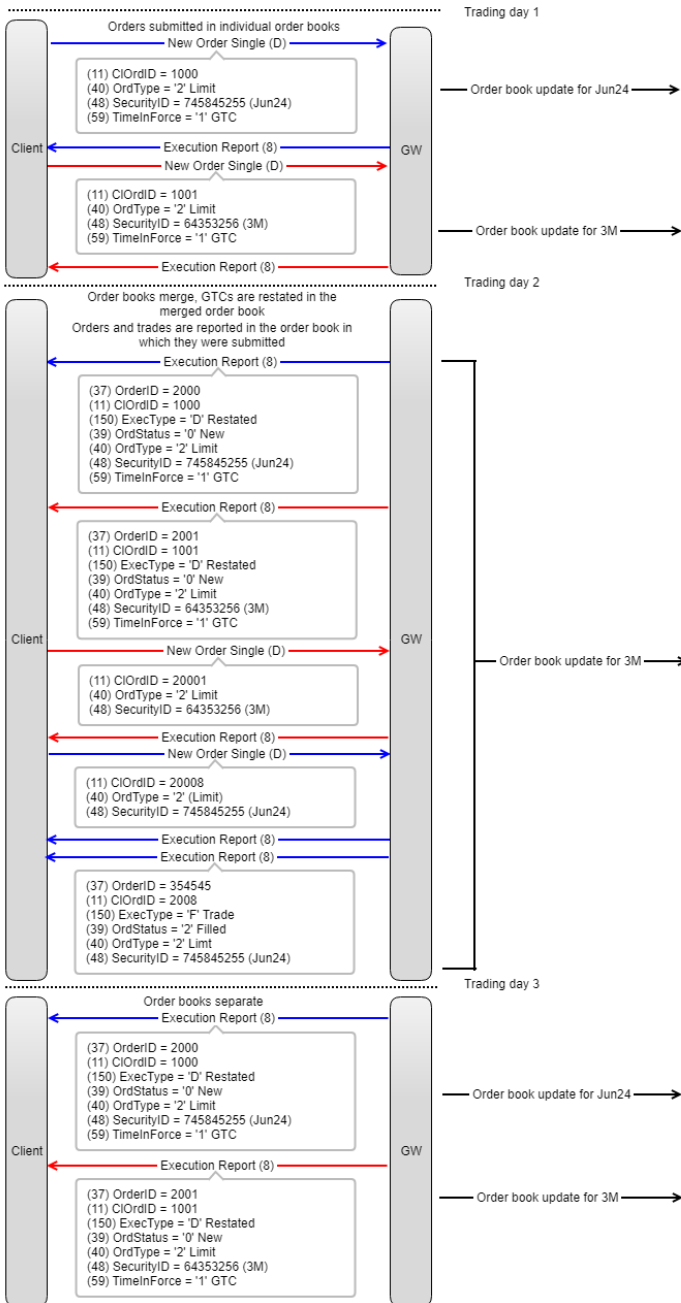 Trading day 1
Orders submitted in individual order books
New Order Single (D)
(11) ClOrdID = 1000
(40) OrdType = '2' Limit
(48) SecurityID = 745845255 (Jun24)
(59) TimeInForce = '1' GTC
Order book update for Jun24
Client
Execution Report (8)
GW
New Order Single (D)
(11) ClOrdID = 1001
(40) OrdType = '2' Limit
(48) SecurityID = 64353256 (3M)
(59) TimeInForce = '1' GTC
Order book update for 3M
Execution Report (8)
Trading day 2
Order books merge, GTCs are restated in the
merged order book
Orders and trades are reported in the order book in
which they were submitted
Execution Report (8)
(37) OrderID = 2000
(11) ClOrdID = 1000
(150) ExecType = 'D' Restated
(39) OrdStatus = '0' New
(40) OrdType = '2' Limit
(48) SecurityID = 745845255 (Jun24)
(59) TimeInForce = '1' GTC
Execution Report (8)
(37) OrderID = 2001
(11) ClOrdID = 1001
(150) ExecType = 'D' Restated
(39) OrdStatus = '0' New
(40) OrdType = '2' Limit
(48) SecurityID = 64353256 (3M)
(59) TimeInForce = '1' GTC
Client
GW
New Order Single (D)
Order book update for 3M
(11) ClOrdID = 20001
(40) OrdType = '2' Limit
(48) SecurityID = 64353256 (3M)
Execution Report (8)
New Order Single (D)
(11) ClOrdID = 20008
(40) OrdType = '2' (Limit)
(48) SecurityID = 745845255 (Jun24)
Execution Report (8)
Execution Report (8)
(37) OrderID = 354545
(11) ClOrdID = 2008
(150) ExecType = 'F' Trade
(39) OrdStatus = '2' Filled
(40) OrdType = '2' Limt
(48) SecurityID = 745845255 (Jun24)
Trading day 3
Order books separate
Execution Report (8)
(37) OrderID = 2000
(11) ClOrdID = 1000
(150) ExecType = 'D' Restated
(39) OrdStatus = '0' New
(40) OrdType = '2' Limit
(48) SecurityID = 745845255 (Jun24)
(59) TimeInForce = '1' GTC
Order book update for Jun24
Client
GW
Execution Report (8)
(37) OrderID = 2001
(11) ClOrdID = 1001
(150) ExecType = 'D' Restated
(39) OrdStatus = '0' New
(40) OrdType = '2' Limit
(48) SecurityID = 64353256 (3M)
(59) TimeInForce = '1' GTC
Order book update for 3M